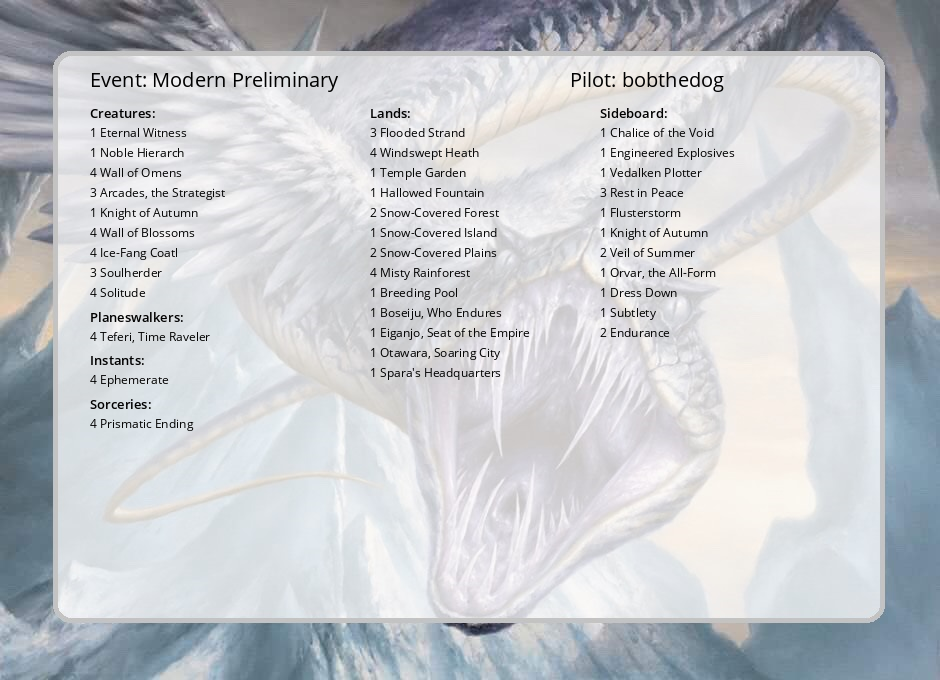 Event: Modern Preliminary
Pilot: bobthedog
Creatures:
1 Eternal Witness
1 Noble Hierarch
4 Wall of Omens
3 Arcades, the Strategist
1 Knight of Autumn
4 Wall of Blossoms
4 Ice-Fang Coatl
3 Soulherder
4 Solitude
Planeswalkers:
4 Teferi, Time Raveler
Instants:
4 Ephemerate
Sorceries:
4 Prismatic Ending
Lands:
3 Flooded Strand
4 Windswept Heath
1 Temple Garden
1 Hallowed Fountain
2 Snow-Covered Forest
1 Snow-Covered Island
2 Snow-Covered Plains
4 Misty Rainforest
1 Breeding Pool
1 Boseiju, Who Endures
1 Eiganjo, Seat of the Empire
1 Otawara, Soaring City
1 Spara's Headquarters
Sideboard:
1 Chalice of the Void
1 Engineered Explosives
1 Vedalken Plotter
3 Rest in Peace
1 Flusterstorm
1 Knight of Autumn
2 Veil of Summer
1 Orvar, the All-Form
1 Dress Down
1 Subtlety
2 Endurance